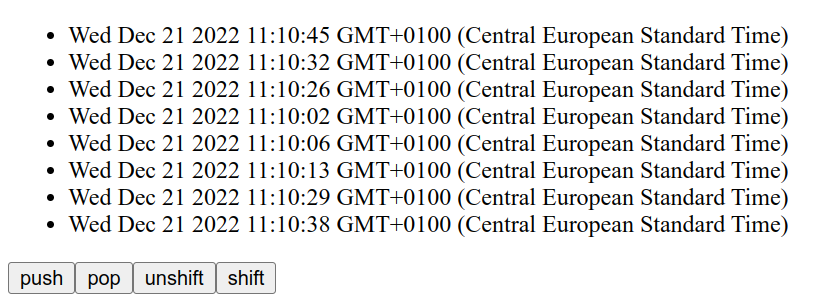 Wed Dec 21 2022 11:10:45 GMT+0100 (Central European Standard Time)
Wed Dec 21 2022 11:10:32 GMT+0100 (Central European Standard Time)
Wed Dec 21 2022 11:10:26 GMT+0100 (Central European Standard Time)
Wed Dec 21 2022 11:10:02 GMT+0100 (Central European Standard Time)
Wed Dec 21 2022 11:10:06 GMT+0100 (Central European Standard Time)
Wed Dec 21 2022 11:10:13 GMT+0100 (Central European Standard Time)
Wed Dec 21 2022 11:10:29 GMT+0100 (Central European Standard Time)
Wed Dec 21 2022 11:10:38 GMT+0100 (Central European Standard Time)
push pop unshift shift